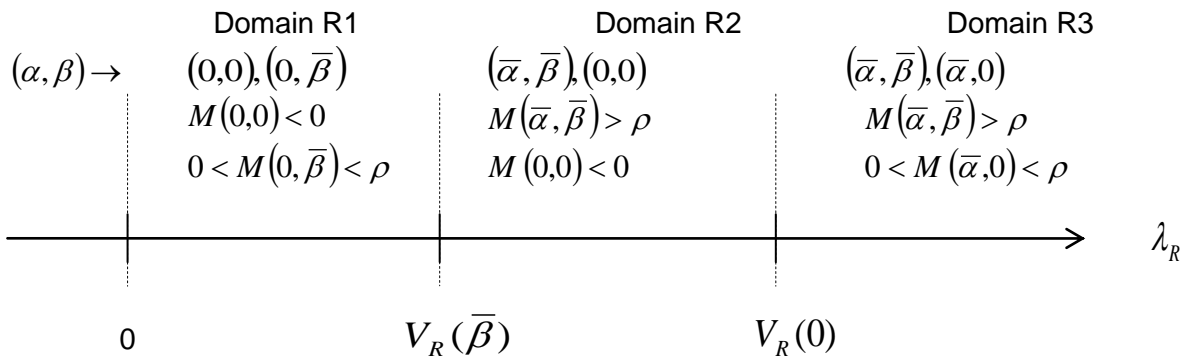 Domain R1 Domain R2 Domain R3
(α, β) → (0,0), (0, β̅) (α̅, β̅), (0,0) (α̅, β̅), (α̅,0)
M(0,0) < 0 M(α̅, β̅) > ρ M(α̅, β̅) > ρ
0 < M(0, β̅) < ρ M(0,0) < 0 0 < M(α̅,0) < ρ
λ_R
0 V_R(β̅) V_R(0)